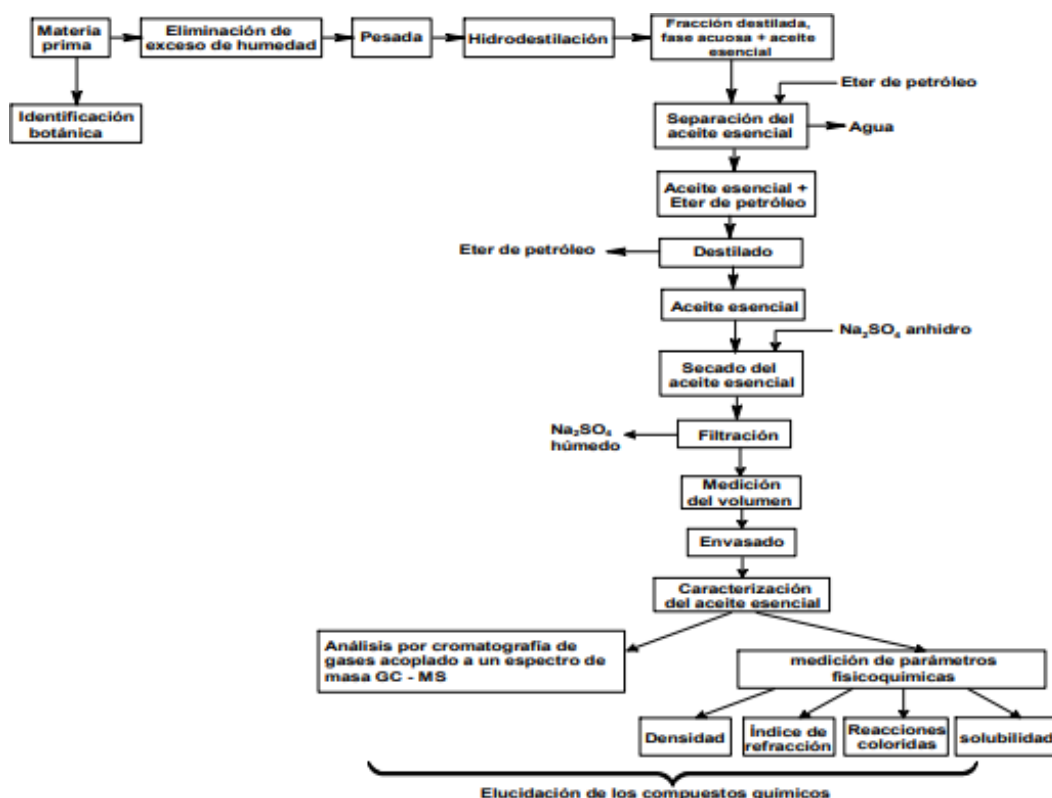 Materia
prima
Eliminación de
exceso de humedad
Pesada
Hidrodestilación
Fracción destilada,
fase acuosa + aceite
esencial
Identificación
botánica
Eter de petróleo
Separación del
aceite esencial
Agua
Aceite esencial +
Eter de petróleo
Eter de petróleo
Destilado
Aceite esencial
Na₂SO₄ anhidro
Secado del
aceite esencial
Na₂SO₄
húmedo
Filtración
Medición
del volumen
Envasado
Caracterización
del aceite esencial
Análisis por cromatografía de
gases acoplado a un espectro de
masa GC - MS
medición de parámetros
fisicoquímicas
Densidad
Índice de
refracción
Reacciones
coloridas
solubilidad
Elucidación de los compuestos químicos